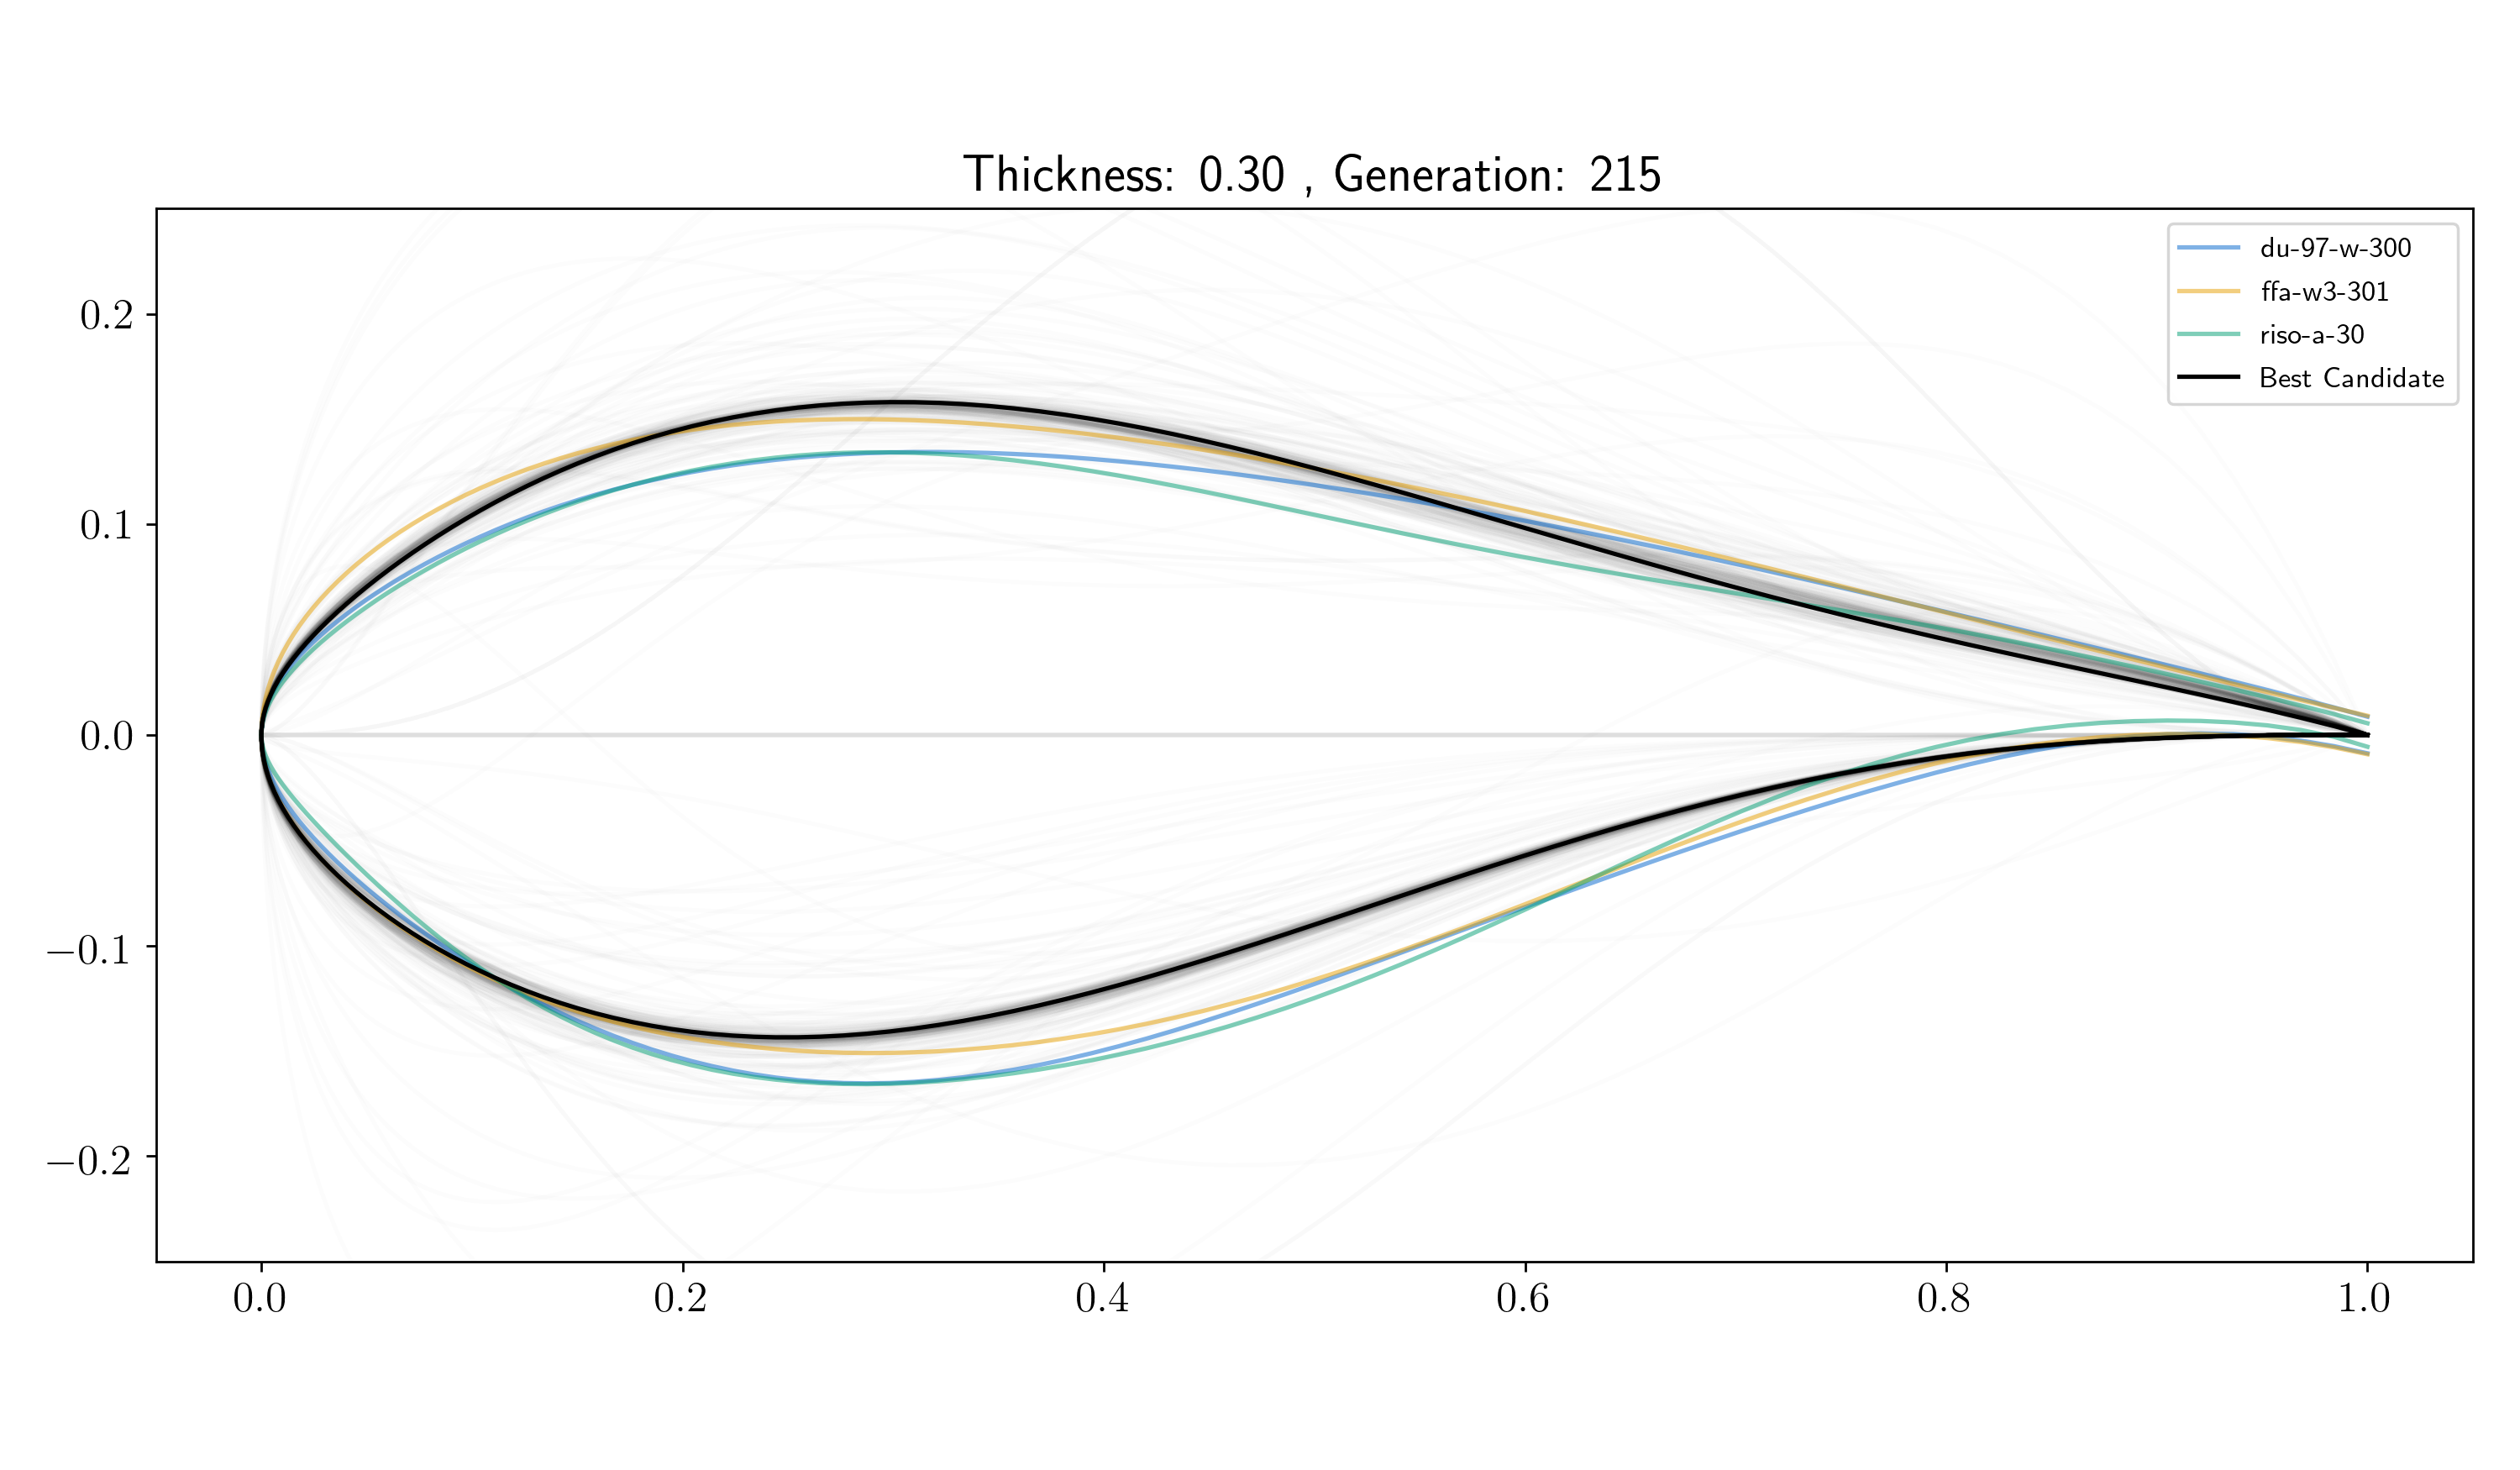 Thickness: 0.30 , Generation: 215
du-97-w-300
ffa-w3-301
riso-a-30
Best Candidate
0.2
0.1
0.0
−0.1
−0.2
0.0 0.2 0.4 0.6 0.8 1.0